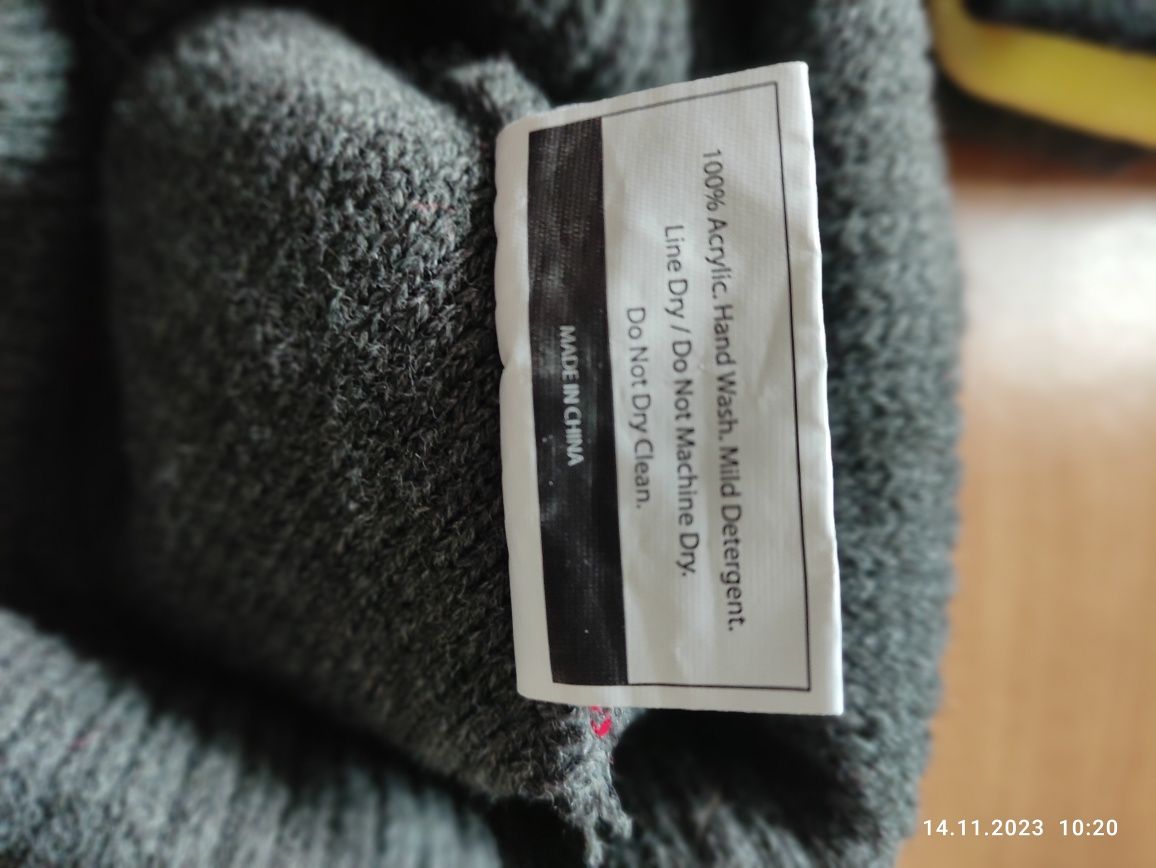 100% Acrylic. Hand Wash. Mild Detergent.
Line Dry / Do Not Machine Dry.
Do Not Dry Clean.
MADE IN CHINA
14.11.2023 10:20